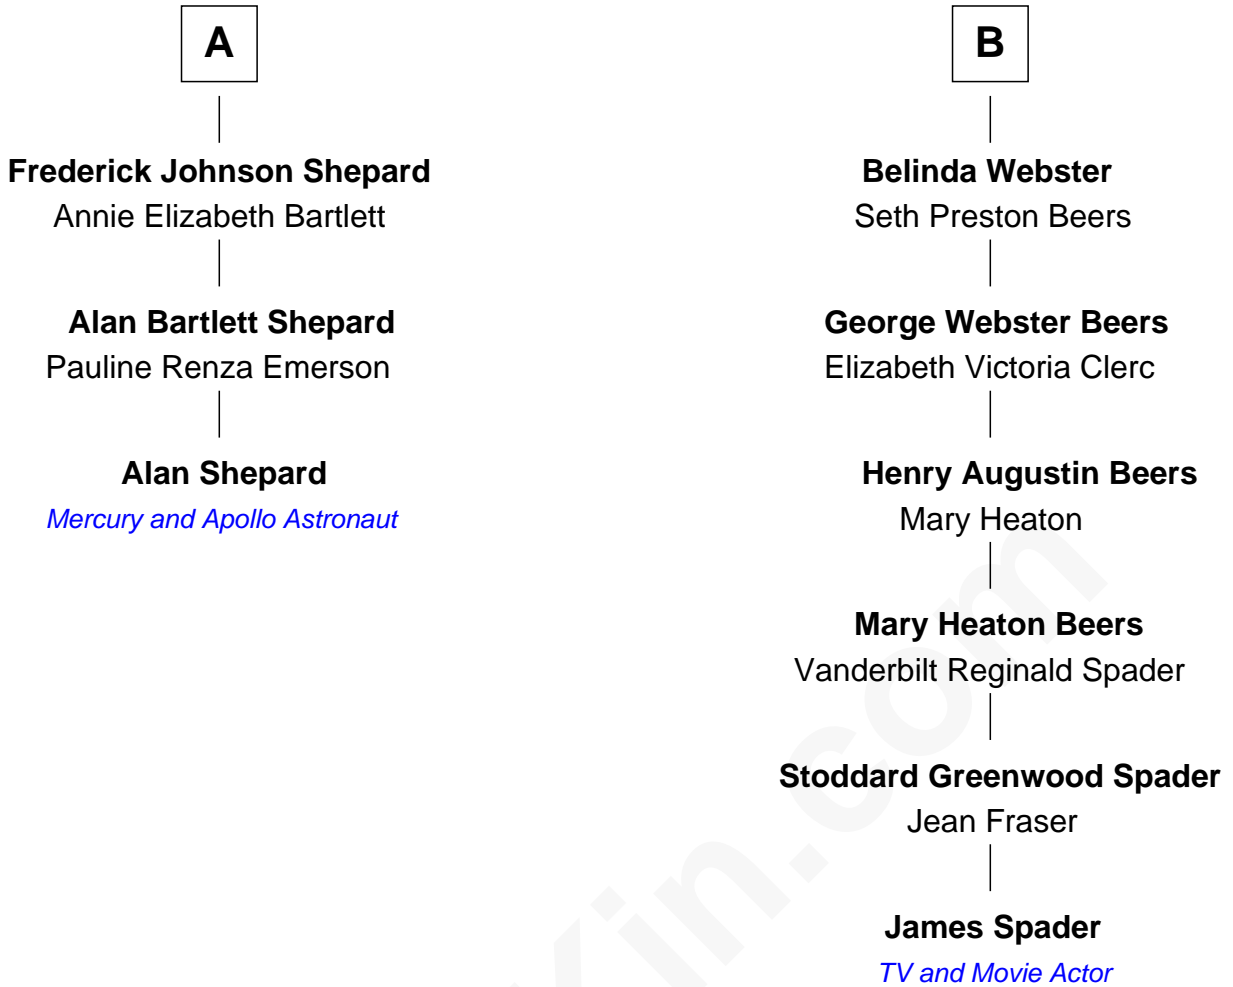 A
Frederick Johnson Shepard
Annie Elizabeth Bartlett
Alan Bartlett Shepard
Pauline Renza Emerson
Alan Shepard
Mercury and Apollo Astronaut
B
Belinda Webster
Seth Preston Beers
George Webster Beers
Elizabeth Victoria Clerc
Henry Augustin Beers
Mary Heaton
Mary Heaton Beers
Vanderbilt Reginald Spader
Stoddard Greenwood Spader
Jean Fraser
James Spader
TV and Movie Actor
Kin.com